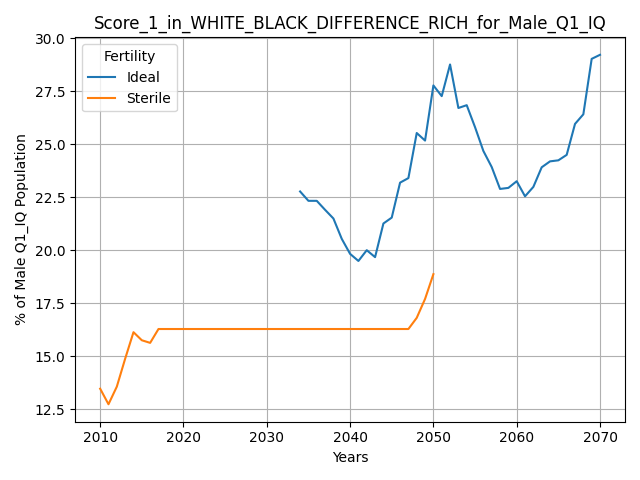 Score_1_in_WHITE_BLACK_DIFFERENCE_RICH_for_Male_Q1_IQ
Fertility
Ideal
Sterile
% of Male Q1_IQ Population
30.0
27.5
25.0
22.5
20.0
17.5
15.0
12.5
2010 2020 2030 2040 2050 2060 2070
Years